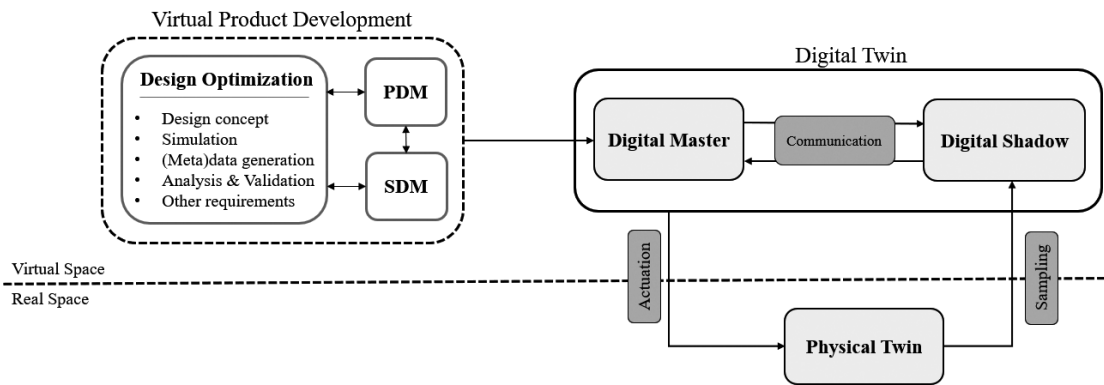 Virtual Product Development
Design Optimization
• Design concept
• Simulation
• (Meta)data generation
• Analysis & Validation
• Other requirements
PDM
SDM
Digital Twin
Digital Master
Communication
Digital Shadow
Actuation
Sampling
Virtual Space
Real Space
Physical Twin